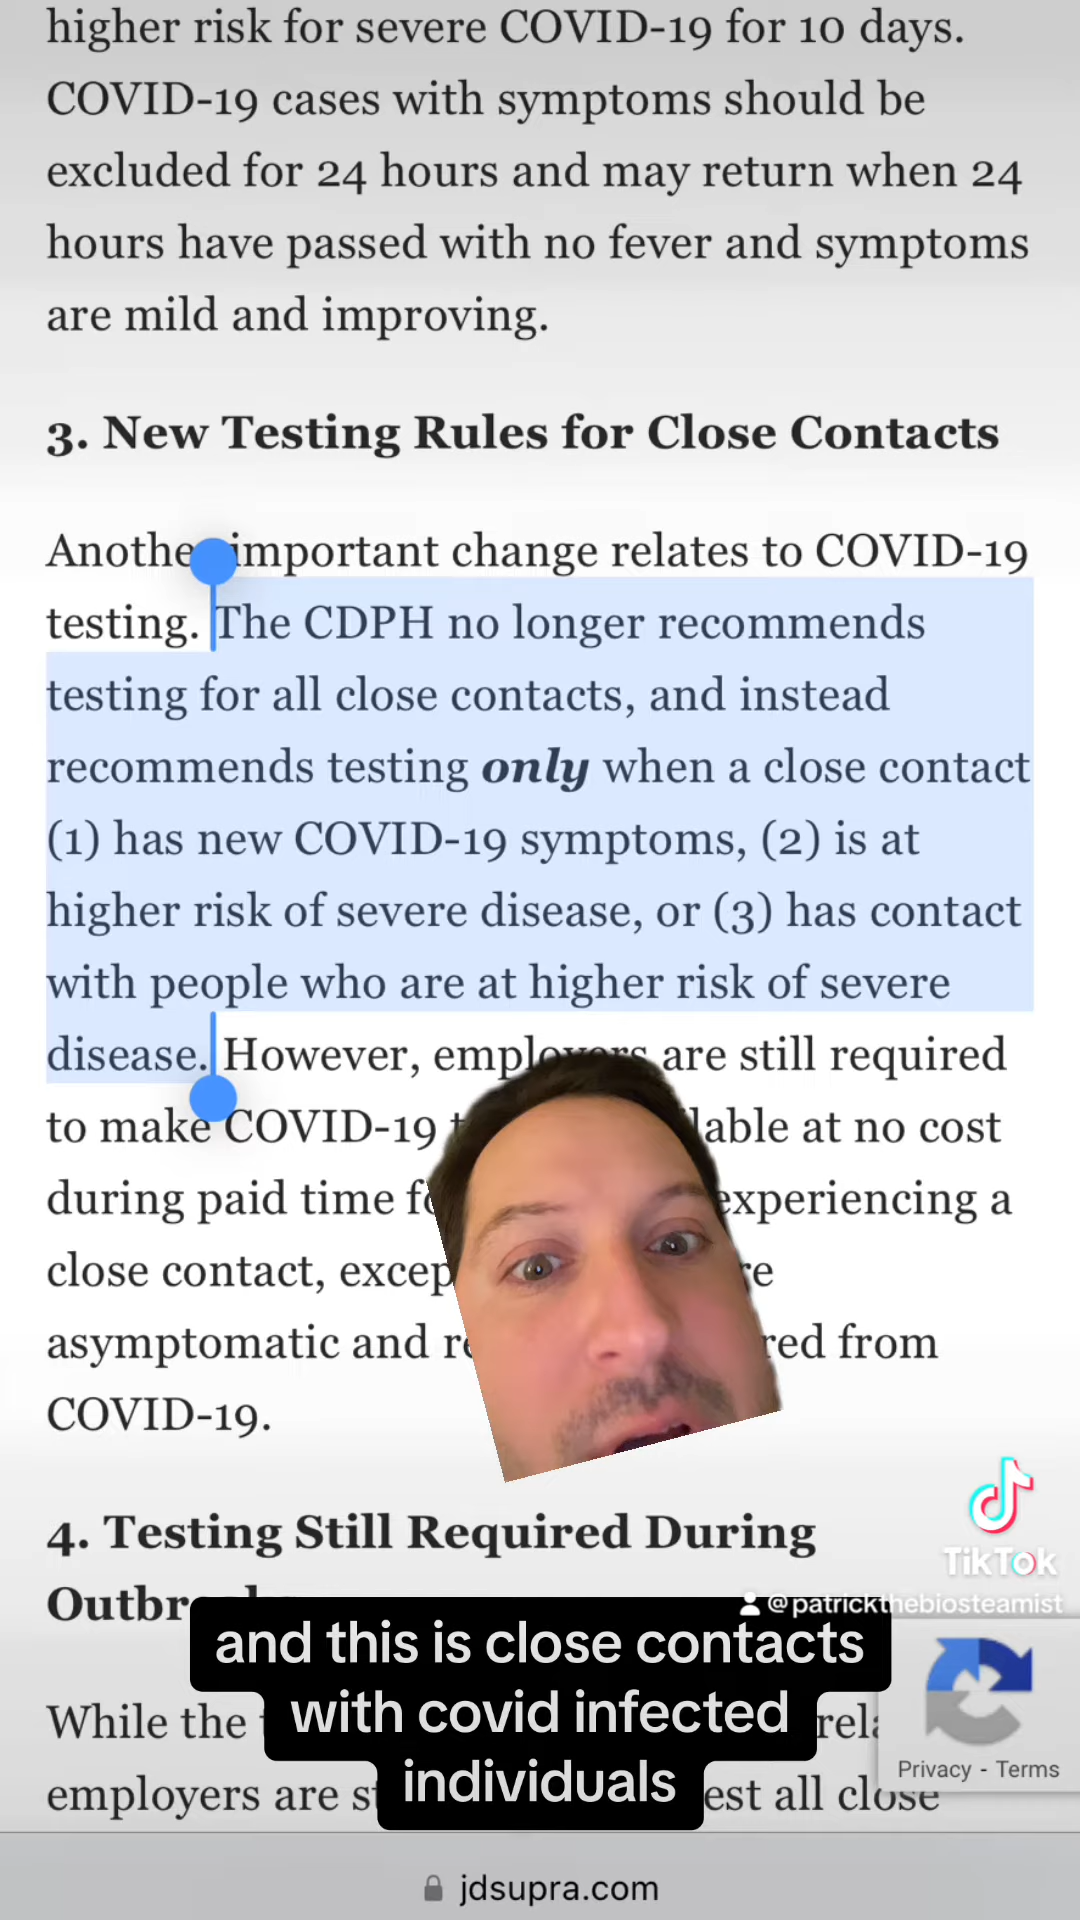 higher risk for severe COVID-19 for 10 days.
COVID-19 cases with symptoms should be
excluded for 24 hours and may return when 24
hours have passed with no fever and symptoms
are mild and improving.
3. New Testing Rules for Close Contacts
Another important change relates to COVID-19
testing. The CDPH no longer recommends
testing for all close contacts, and instead
recommends testing only when a close contact
(1) has new COVID-19 symptoms, (2) is at
higher risk of severe disease, or (3) has contact
with people who are at higher risk of severe
disease. However, employers are still required
to make COVID-19 at no cost
during paid time experiencing a
close contact,
asymptomatic and from
COVID-19.
4. Testing Still Required During
While the
employers are all close
and this is close contacts
with covid infected
individuals
TikTok
@patrickthebiosteamist
Privacy - Terms
jdsupra.com